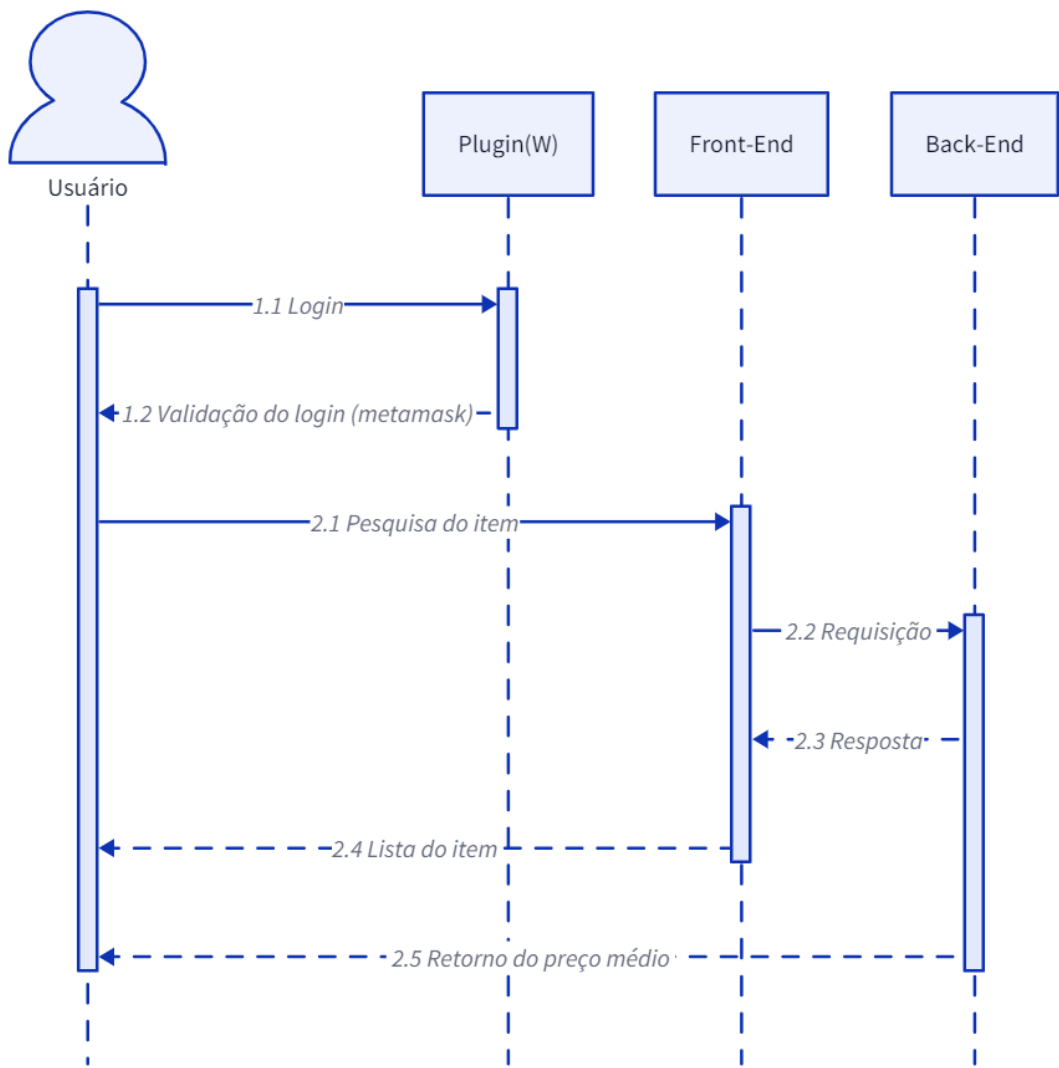 Usuário
Plugin(W)
Front-End
Back-End
1.1 Login
1.2 Validação do login (metamask)
2.1 Pesquisa do item
2.2 Requisição
2.3 Resposta
2.4 Lista do item
2.5 Retorno do preço médio